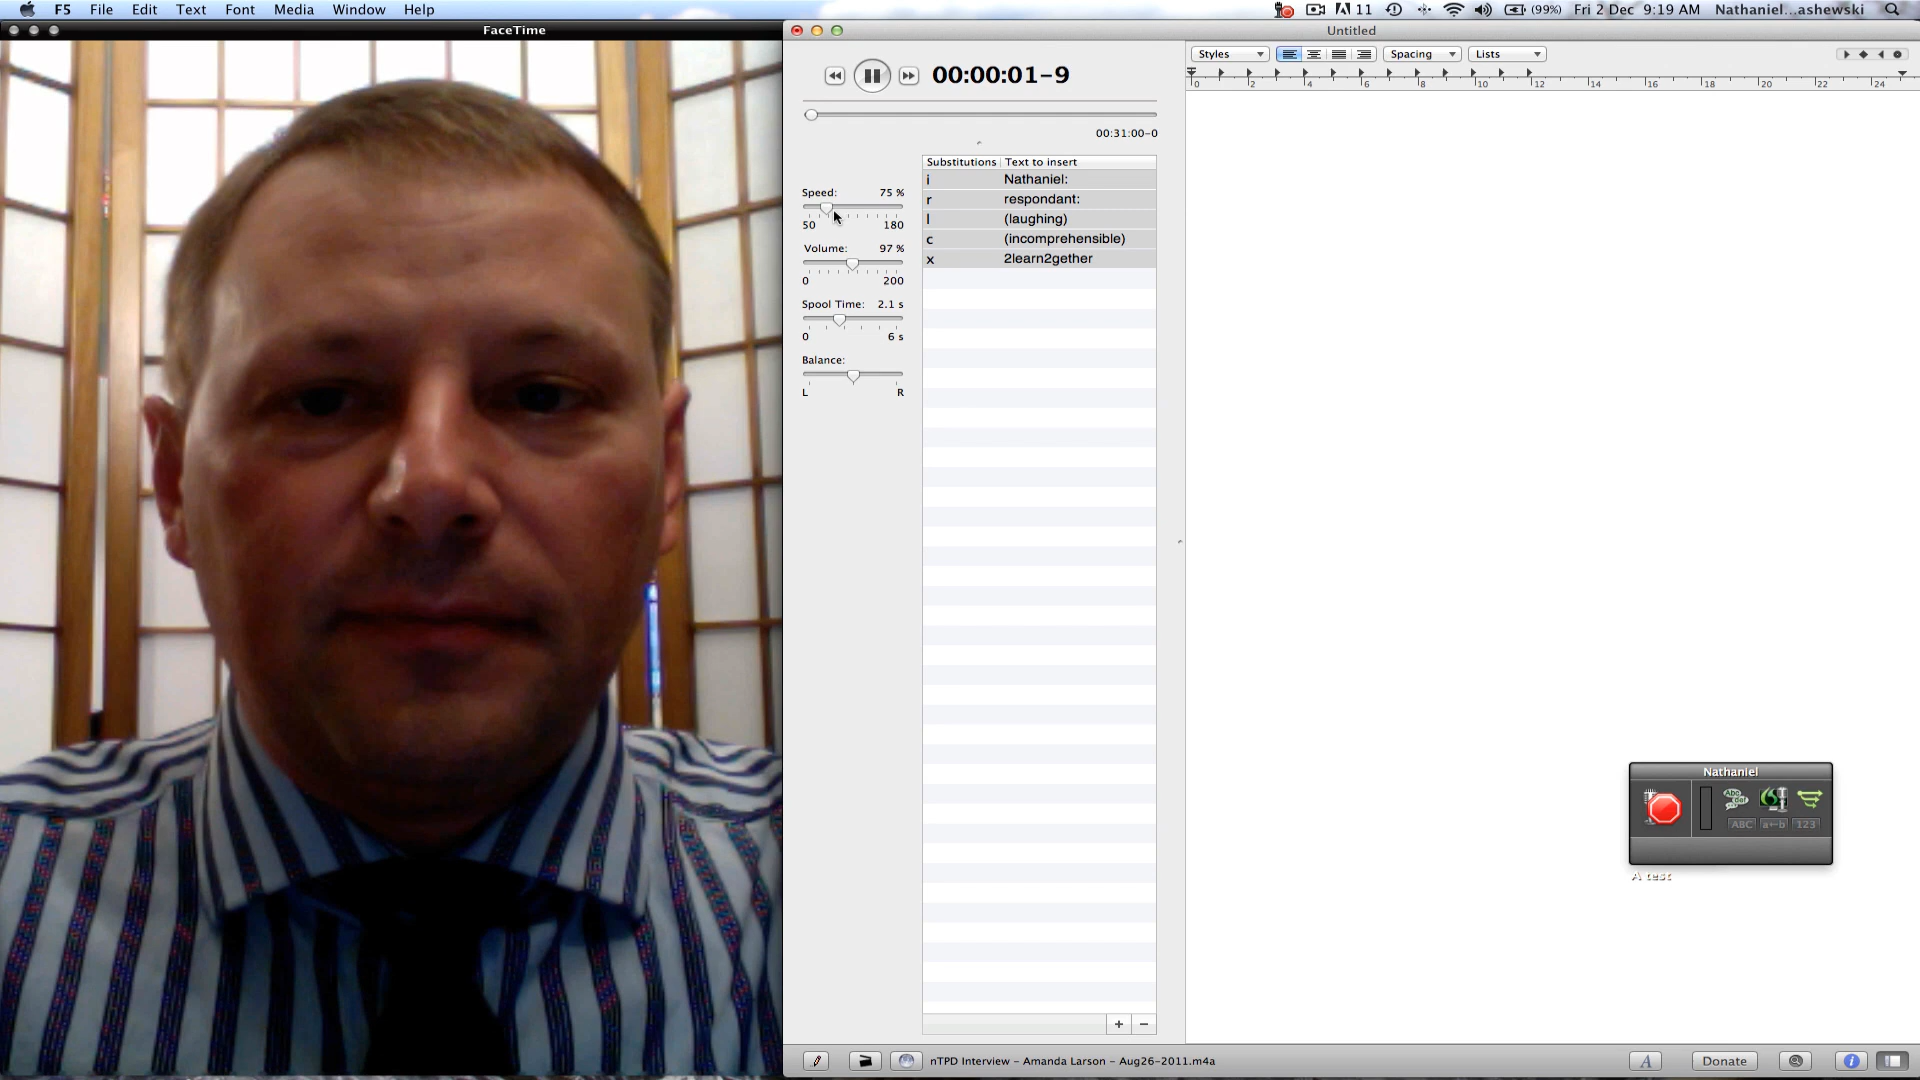 F5 File Edit Text Font Media Window Help
11 (99%) Fri 2 Dec 9:19 AM Nathaniel...ashewski
FaceTime
Untitled
00:00:01-9
00:31:00-0
Styles Spacing Lists
0 2 4 6 8 10 12 14 16 18 20 22 24
Speed: 75 %
50 180
Volume: 97 %
0 200
Spool Time: 2.1 s
0 6 s
Balance:
L R
Substitutions Text to insert
i Nathaniel:
r respondant:
l (laughing)
c (incomprehensible)
x 2learn2gether
+ −
Nathaniel
Abc def
ABC a←b 123
A test
nTPD Interview – Amanda Larson – Aug26-2011.m4a
A Donate i